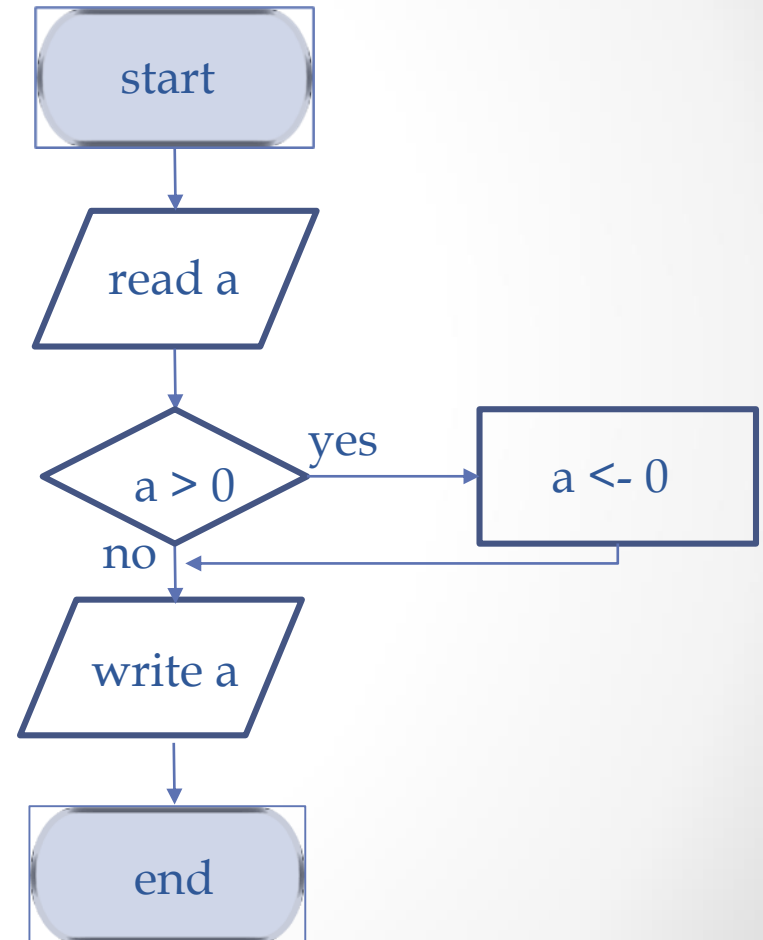 start
read a
a > 0
yes
a <- 0
no
write a
end